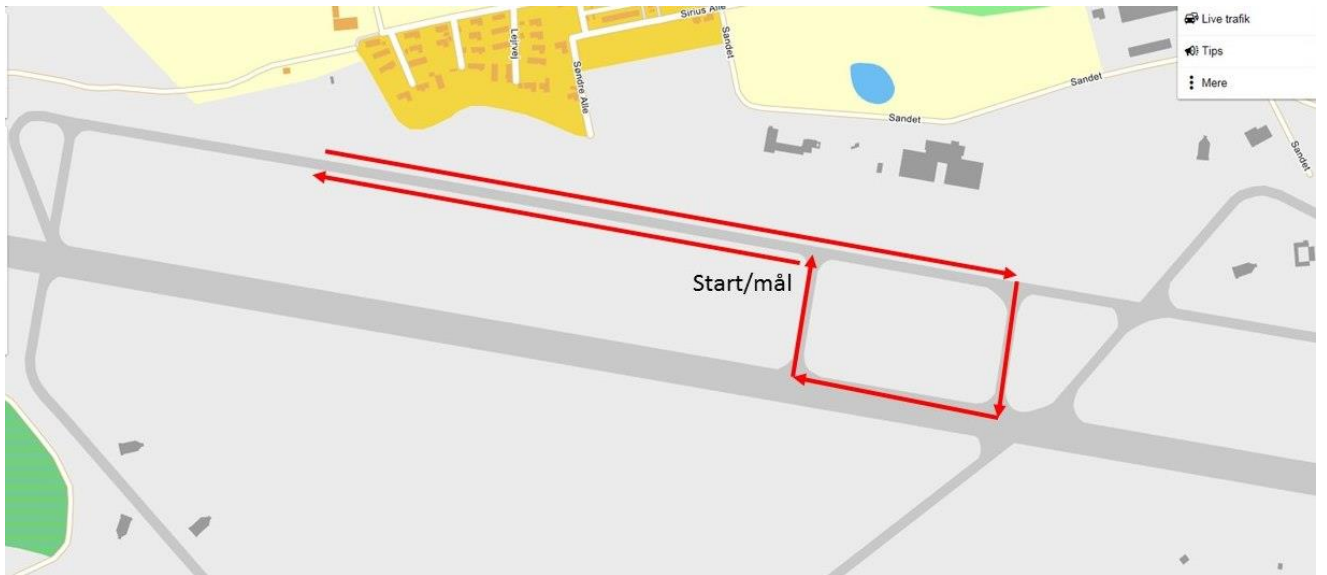 Sirius Alle
Lejrvej
Søndre Alle
Sandet
Sandet
Sandet
Sandet
Live trafik
Tips
Mere
Start/mål